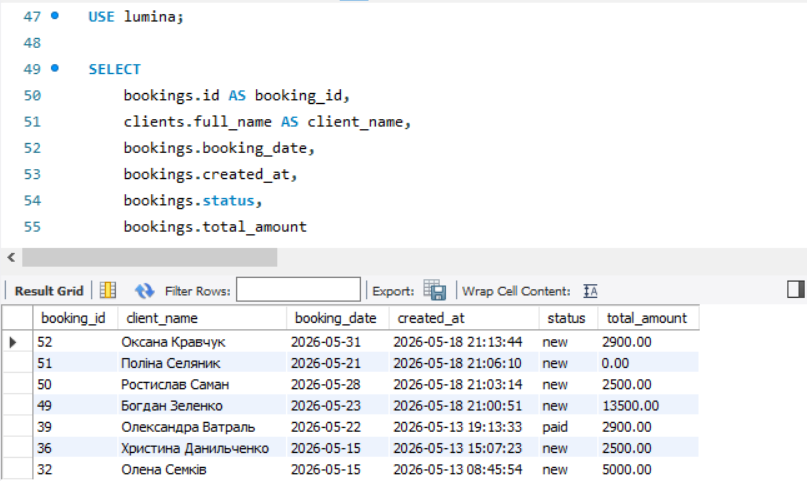 47 USE lumina;
48
49 SELECT
50 bookings.id AS booking_id,
51 clients.full_name AS client_name,
52 bookings.booking_date,
53 bookings.created_at,
54 bookings.status,
55 bookings.total_amount
Result Grid Filter Rows: Export: Wrap Cell Content:
booking_id client_name booking_date created_at status total_amount
52 Оксана Кравчук 2026-05-31 2026-05-18 21:13:44 new 2900.00
51 Поліна Селяник 2026-05-21 2026-05-18 21:06:10 new 0.00
50 Ростислав Саман 2026-05-28 2026-05-18 21:03:14 new 2500.00
49 Богдан Зеленко 2026-05-23 2026-05-18 21:00:51 new 13500.00
39 Олександра Ватраль 2026-05-22 2026-05-13 19:13:33 paid 2900.00
36 Христина Данильченко 2026-05-15 2026-05-13 15:07:23 new 2500.00
32 Олена Семків 2026-05-15 2026-05-13 08:45:54 new 5000.00